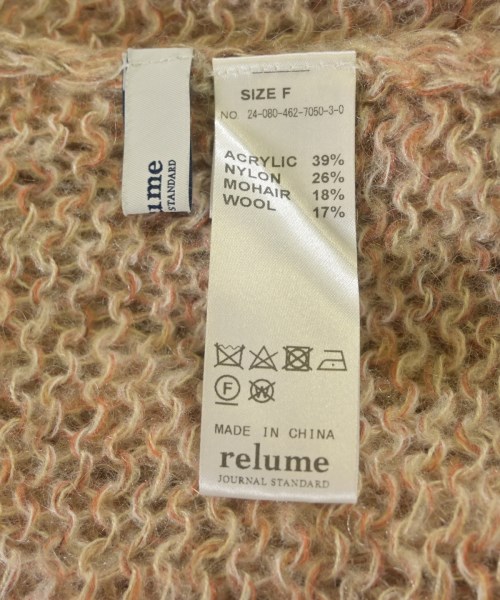 ume
STANDARD
SIZE F
NO. 24-080-462-7050-3-0
ACRYLIC 39%
NYLON 26%
MOHAIR 18%
WOOL 17%
F
W
MADE IN CHINA
relume
JOURNAL STANDARD